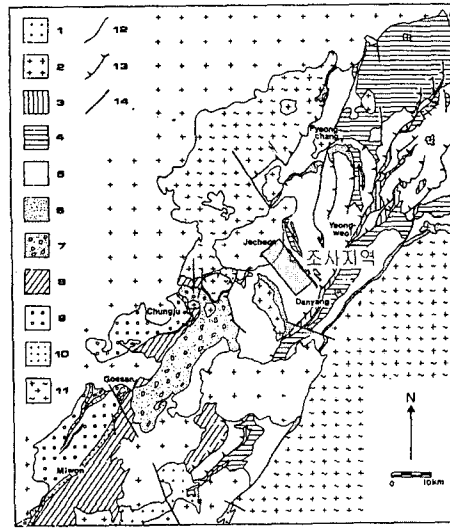 1
2
3
4
5
6
7
8
9
10
11
12
13
14
Pyeong-
chang
Yeong-
weol
Jecheon
조사지역
Danyang
Chungju
Goesan
Miwon
N
0 10km